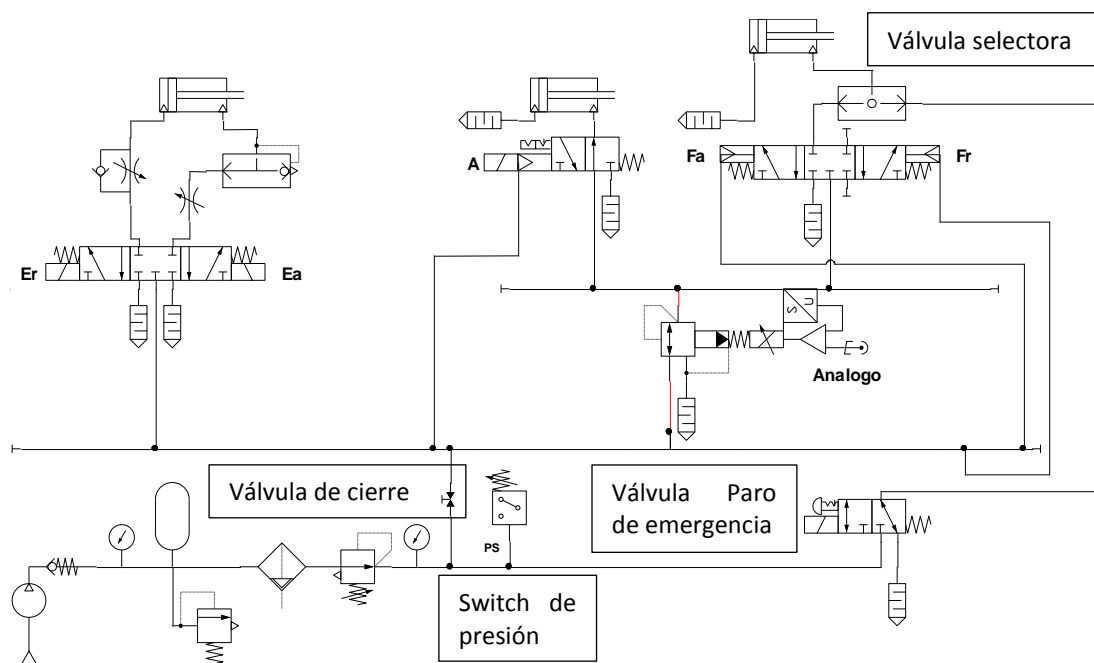 Válvula selectora
A
Fa
Fr
Er
Ea
S
U
Analogo
Válvula de cierre
Válvula Paro
de emergencia
PS
Switch de
presión